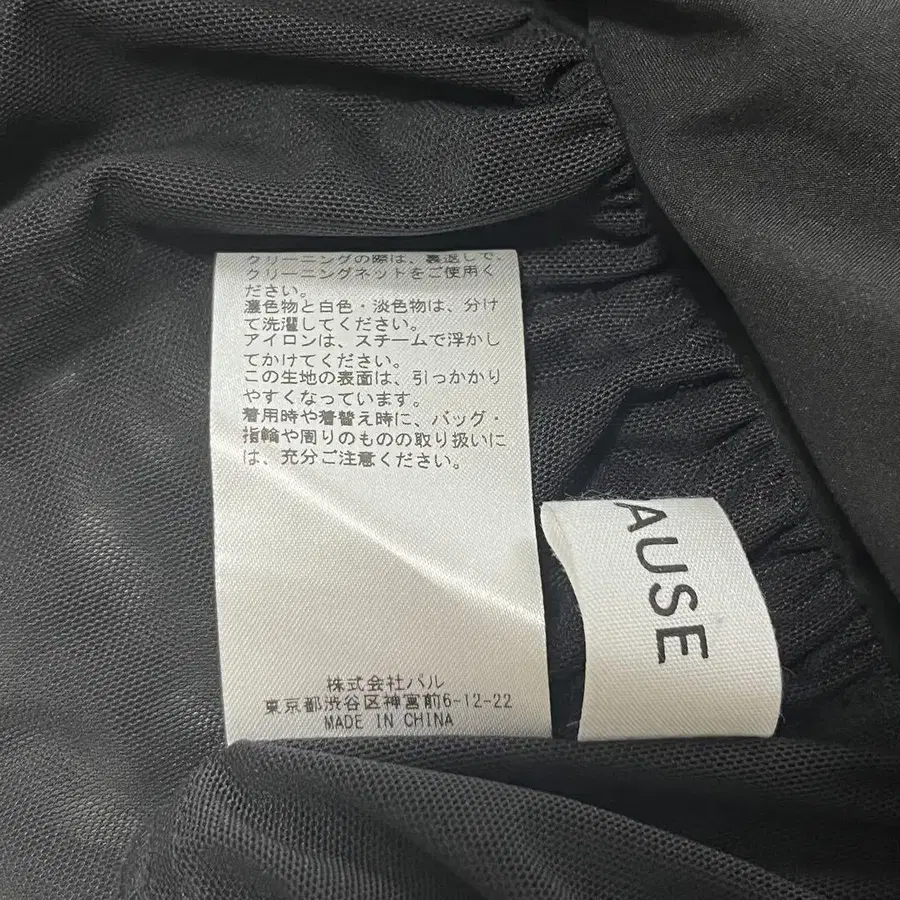 クリーニングの際は、裏返しで、
クリーニングネットをご使用く
ださい。
濃色物と白色・淡色物は、分け
て洗濯してください。
アイロンは、スチームで浮かし
てかけてください。
この生地の表面は、引っかかり
やすくなっています。
着用時や着替え時に、バッグ・
指輪や周りのものの取り扱いに
は、充分ご注意ください。
株式会社パル
東京都渋谷区神宮前6-12-22
MADE IN CHINA
AUSE